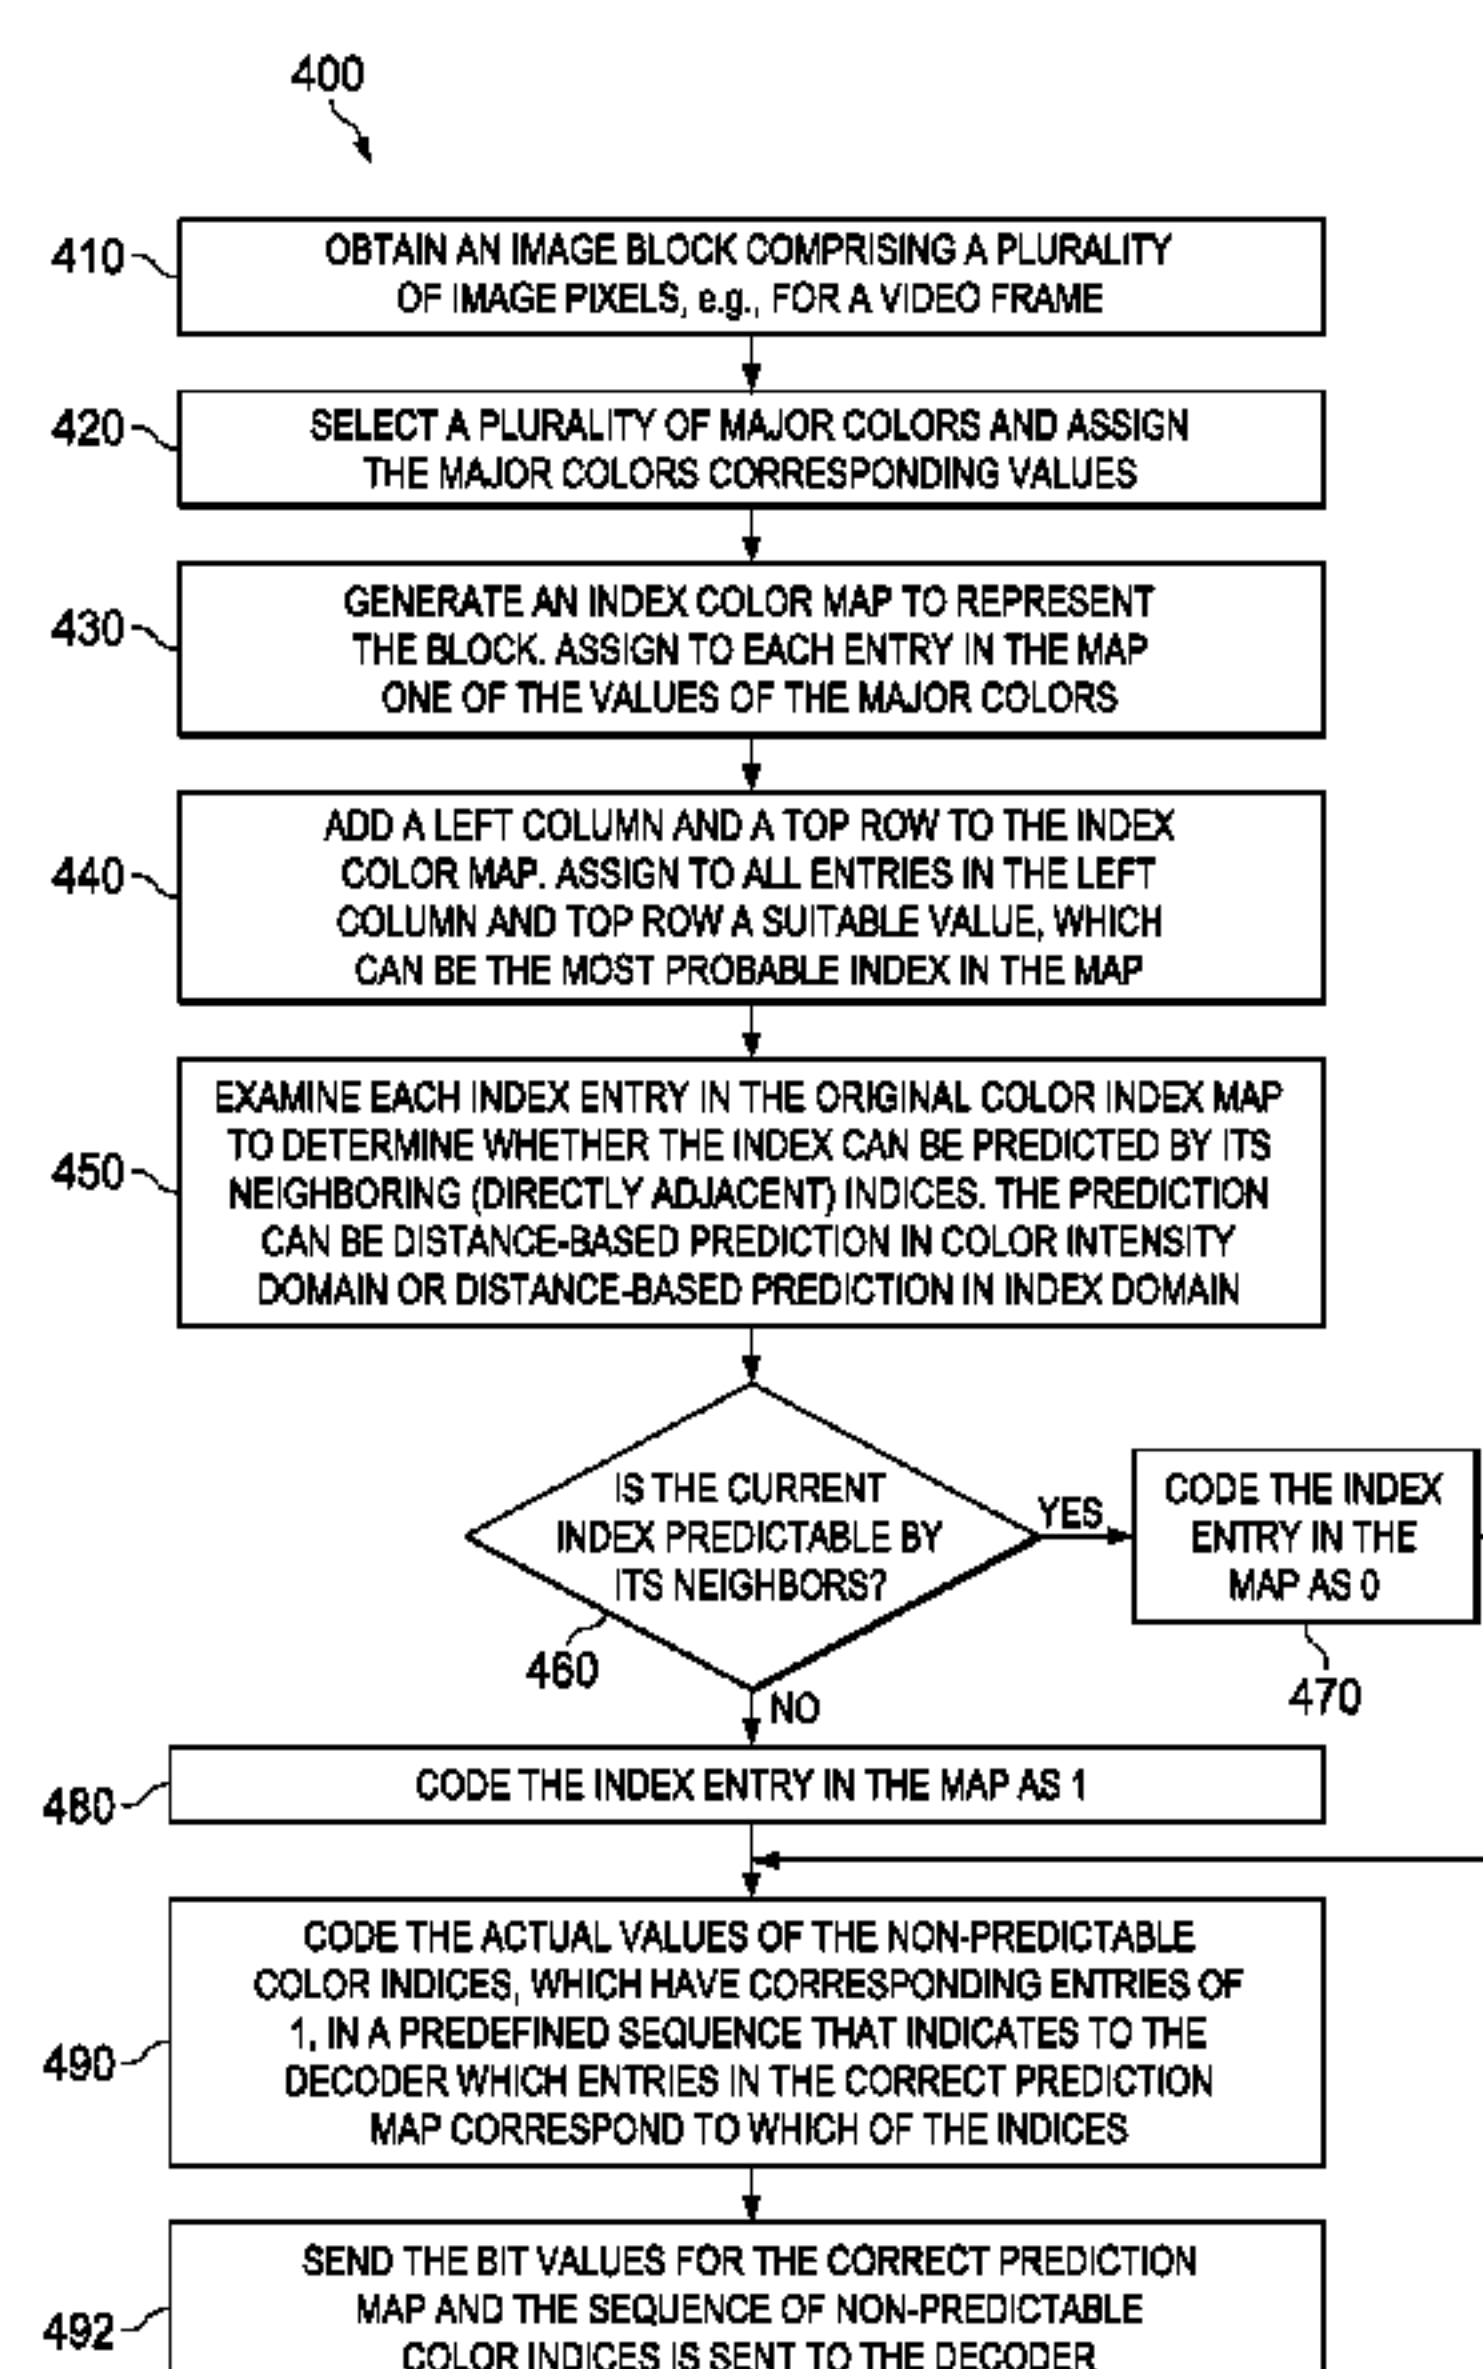 400
410
OBTAIN AN IMAGE BLOCK COMPRISING A PLURALITY
OF IMAGE PIXELS, e.g., FOR A VIDEO FRAME
420
SELECT A PLURALITY OF MAJOR COLORS AND ASSIGN
THE MAJOR COLORS CORRESPONDING VALUES
430
GENERATE AN INDEX COLOR MAP TO REPRESENT
THE BLOCK. ASSIGN TO EACH ENTRY IN THE MAP
ONE OF THE VALUES OF THE MAJOR COLORS
440
ADD A LEFT COLUMN AND A TOP ROW TO THE INDEX
COLOR MAP. ASSIGN TO ALL ENTRIES IN THE LEFT
COLUMN AND TOP ROW A SUITABLE VALUE, WHICH
CAN BE THE MOST PROBABLE INDEX IN THE MAP
450
EXAMINE EACH INDEX ENTRY IN THE ORIGINAL COLOR INDEX MAP
TO DETERMINE WHETHER THE INDEX CAN BE PREDICTED BY ITS
NEIGHBORING (DIRECTLY ADJACENT) INDICES. THE PREDICTION
CAN BE DISTANCE-BASED PREDICTION IN COLOR INTENSITY
DOMAIN OR DISTANCE-BASED PREDICTION IN INDEX DOMAIN
IS THE CURRENT
INDEX PREDICTABLE BY
ITS NEIGHBORS?
460
YES
CODE THE INDEX
ENTRY IN THE
MAP AS 0
470
NO
480
CODE THE INDEX ENTRY IN THE MAP AS 1
490
CODE THE ACTUAL VALUES OF THE NON-PREDICTABLE
COLOR INDICES, WHICH HAVE CORRESPONDING ENTRIES OF
1, IN A PREDEFINED SEQUENCE THAT INDICATES TO THE
DECODER WHICH ENTRIES IN THE CORRECT PREDICTION
MAP CORRESPOND TO WHICH OF THE INDICES
492
SEND THE BIT VALUES FOR THE CORRECT PREDICTION
MAP AND THE SEQUENCE OF NON-PREDICTABLE
COLOR INDICES IS SENT TO THE DECODER